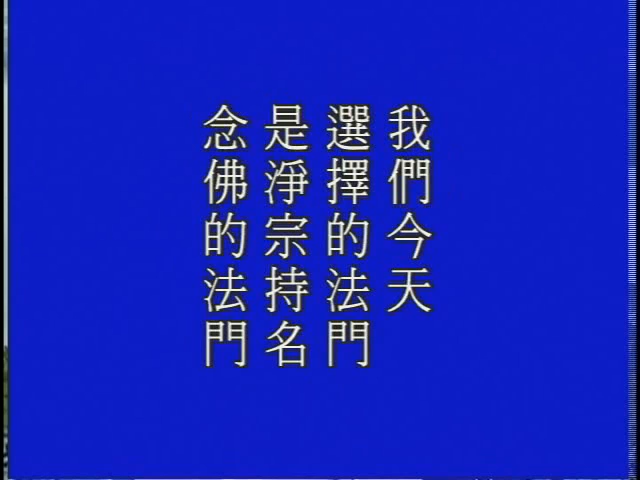 我們今天
選擇的法門
是淨宗持名
念佛的法門